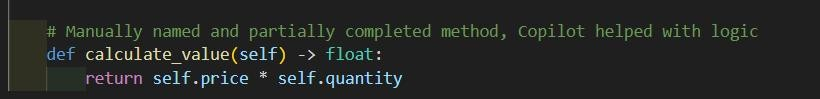 # Manually named and partially completed method, Copilot helped with logic
def calculate_value(self) -> float:
return self.price * self.quantity